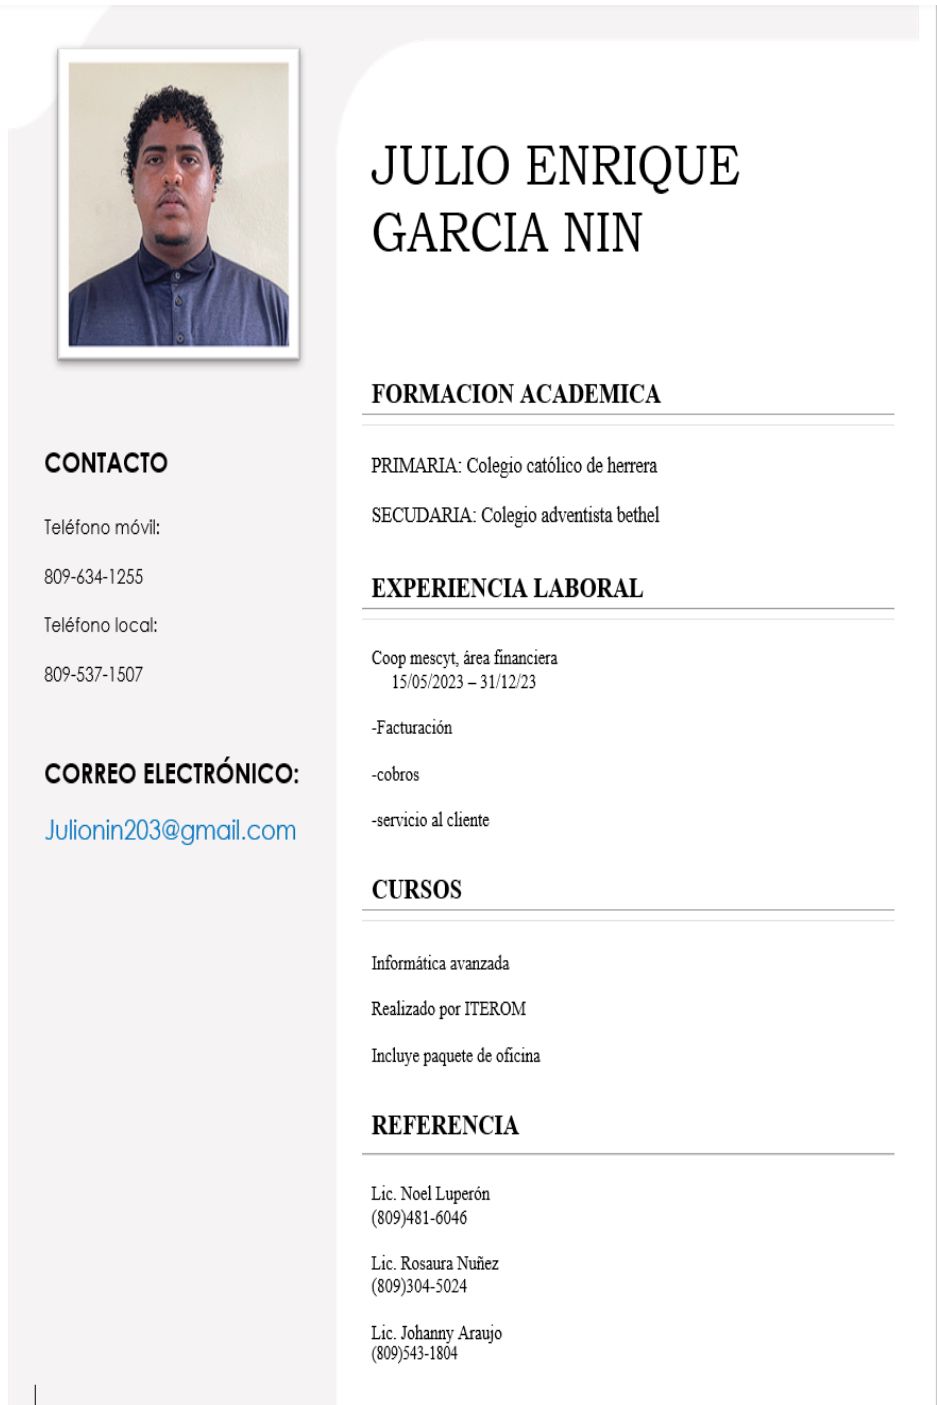 JULIO ENRIQUE
GARCIA NIN
CONTACTO
Teléfono móvil:
809-634-1255
Teléfono local:
809-537-1507
CORREO ELECTRÓNICO:
Julionin203@gmail.com
FORMACION ACADEMICA
PRIMARIA: Colegio católico de herrera
SECUDARIA: Colegio adventista bethel
EXPERIENCIA LABORAL
Coop mescyt, área financiera
15/05/2023 – 31/12/23
-Facturación
-cobros
-servicio al cliente
CURSOS
Informática avanzada
Realizado por ITEROM
Incluye paquete de oficina
REFERENCIA
Lic. Noel Luperón
(809)481-6046
Lic. Rosaura Nuñez
(809)304-5024
Lic. Johanny Araujo
(809)543-1804